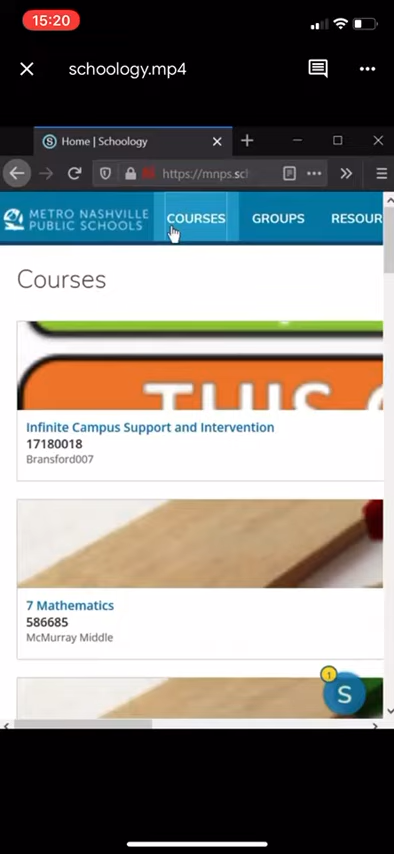 15:20
schoology.mp4
Home | Schoology
https://mnps.sc
METRO NASHVILLE
PUBLIC SCHOOLS
COURSES
GROUPS
RESOUR
Courses
THIS
Infinite Campus Support and Intervention
17180018
Bransford007
7 Mathematics
586685
McMurray Middle
1
S